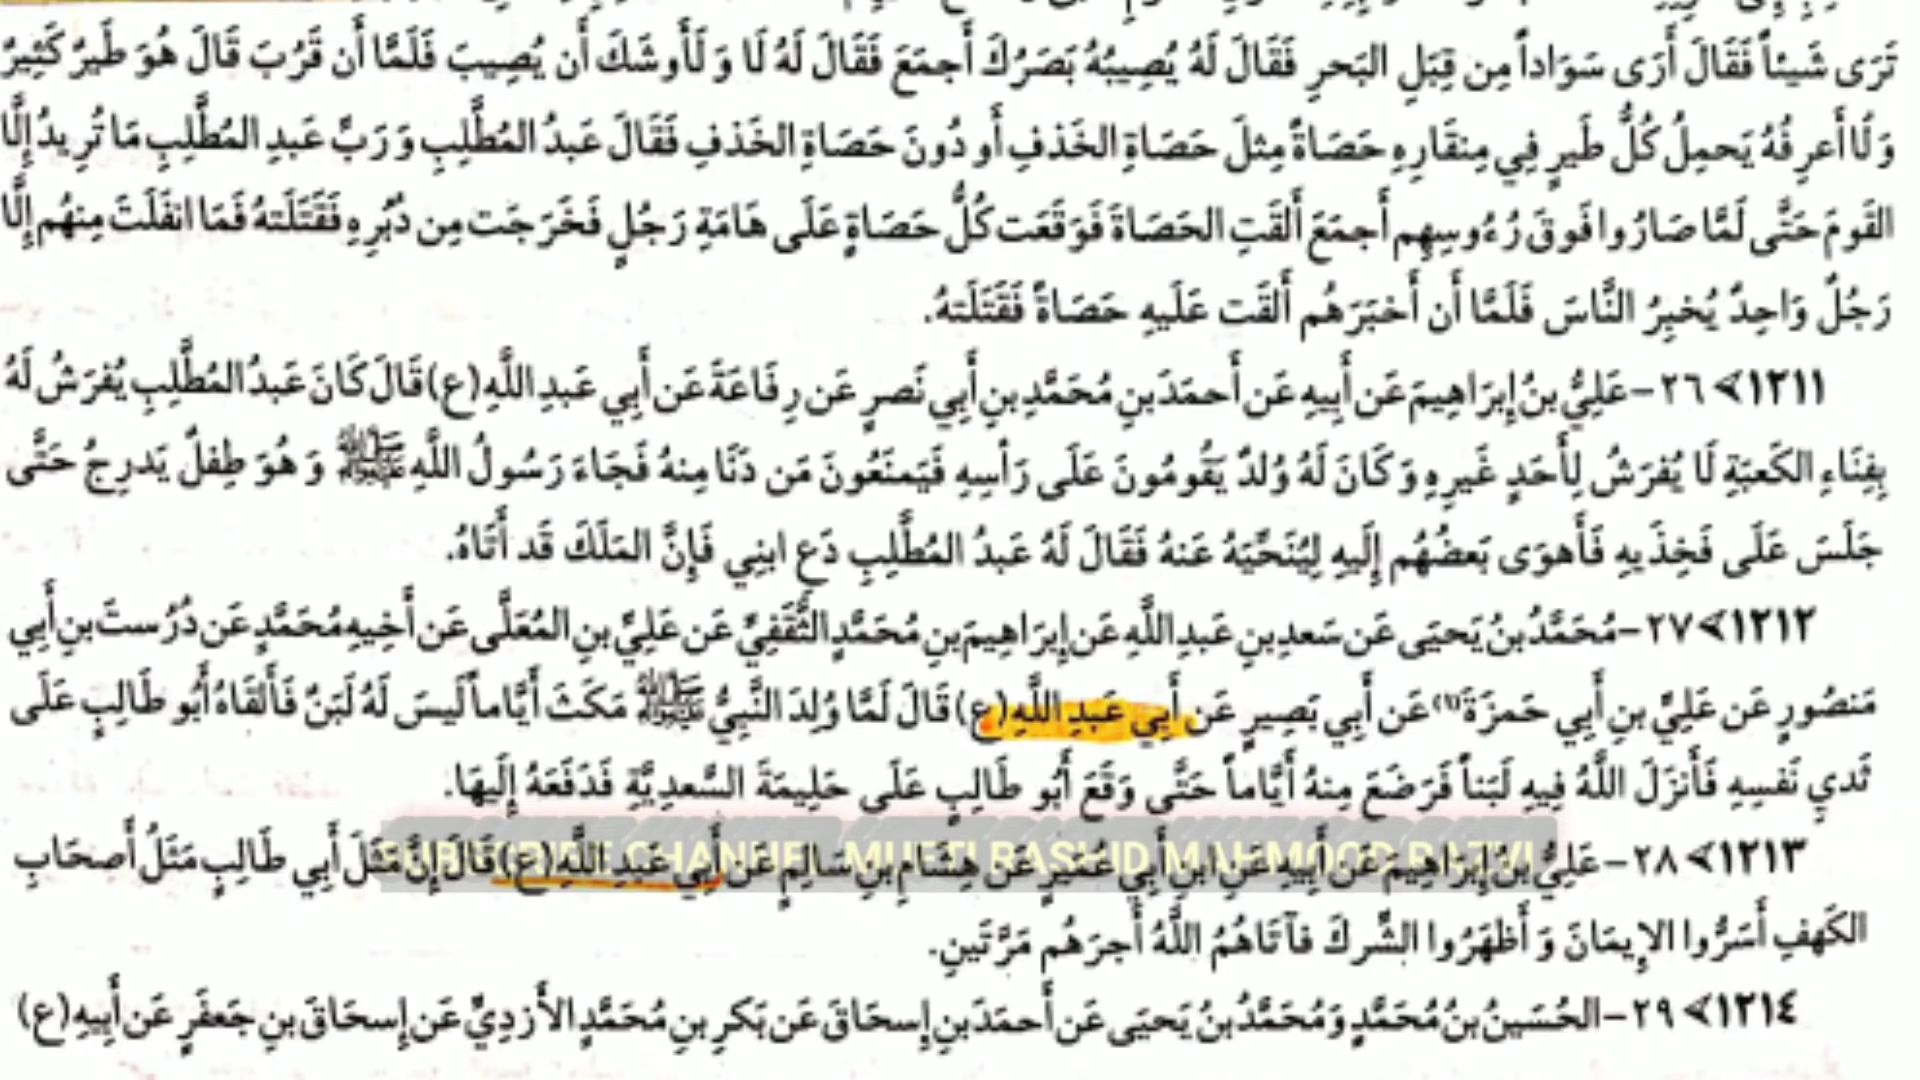 تَرَى شَيئاً فَقَالَ أَرَى سَوَاداً مِن قِبَلِ البَحرِ فَقَالَ لَهُ يُصِيبُهُ بَصَرُكَ أَجمَعَ فَقَالَ لَهُ لَا وَ لَأَوشَكَ أَن يُصِيبَ فَلَمَّا أَن قَرُبَ قَالَ هُوَ طَيرٌ كَثِيرٌ
وَ لَا أَعرِفُهُ يَحمِلُ كُلُّ طَيرٍ فِي مِنقَارِهِ حَصَاةً مِثلَ حَصَاةِ الخَذفِ أَو دُونَ حَصَاةِ الخَذفِ فَقَالَ عَبدُ المُطَّلِبِ وَ رَبِّ عَبدِ المُطَّلِبِ مَا تُرِيدُ إِلَّا
القَومَ حَتَّى لَمَّا صَارُوا فَوقَ رُءُوسِهِم أَجمَعَ أَلقَتِ الحَصَاةَ فَوَقَعَت كُلُّ حَصَاةٍ عَلَى هَامَةِ رَجُلٍ فَخَرَجَت مِن دُبُرِهِ فَقَتَلَتهُ فَمَا انفَلَتَ مِنهُم إِلَّا
رَجُلٌ وَاحِدٌ يُخبِرُ النَّاسَ فَلَمَّا أَن أَخبَرَهُم أَلقَت عَلَيهِ حَصَاةً فَقَتَلَتهُ.
١٢١١ ◄ ٢٦ - عَلِيُّ بنُ إِبرَاهِيمَ عَن أَبِيهِ عَن أَحمَدَ بنِ مُحَمَّدِ بنِ أَبِي نَصرٍ عَن رِفَاعَةَ عَن أَبِي عَبدِ اللَّهِ (ع) قَالَ كَانَ عَبدُ المُطَّلِبِ يُفرَشُ لَهُ
بِفِنَاءِ الكَعبَةِ لَا يُفرَشُ لِأَحَدٍ غَيرِهِ وَ كَانَ لَهُ وُلدٌ يَقُومُونَ عَلَى رَأسِهِ فَيَمنَعُونَ مَن دَنَا مِنهُ فَجَاءَ رَسُولُ اللَّهِ ﷺ وَ هُوَ طِفلٌ يَدرِجُ حَتَّى
جَلَسَ عَلَى فَخِذَيهِ فَأَهوَى بَعضُهُم إِلَيهِ لِيُنَحِّيَهُ عَنهُ فَقَالَ لَهُ عَبدُ المُطَّلِبِ دَعِ ابنِي فَإِنَّ المَلَكَ قَد أَتَاهُ.
١٢١٢ ◄ ٢٧ - مُحَمَّدُ بنُ يَحيَى عَن سَعدِ بنِ عَبدِ اللَّهِ عَن إِبرَاهِيمَ بنِ مُحَمَّدٍ الثَّقَفِيِّ عَن عَلِيِّ بنِ المُعَلَّى عَن أَخِيهِ مُحَمَّدٍ عَن دُرُستَ بنِ أَبِي
مَنصُورٍ عَن عَلِيِّ بنِ أَبِي حَمزَةَ⁽¹⁾ عَن أَبِي بَصِيرٍ عَن أَبِي عَبدِ اللَّهِ (ع) قَالَ لَمَّا وُلِدَ النَّبِيُّ ﷺ مَكَثَ أَيَّاماً لَيسَ لَهُ لَبَنٌ فَأَلقَاهُ أَبُو طَالِبٍ عَلَى
ثَديِ نَفسِهِ فَأَنزَلَ اللَّهُ فِيهِ لَبَناً فَرَضَعَ مِنهُ أَيَّاماً حَتَّى وَقَعَ أَبُو طَالِبٍ عَلَى حَلِيمَةَ السَّعدِيَّةِ فَدَفَعَهُ إِلَيهَا.
١٢١٣ ◄ ٢٨ - عَلِيُّ بنُ إِبرَاهِيمَ عَن أَبِيهِ عَنِ ابنِ أَبِي عُمَيرٍ عَن هِشَامِ بنِ سَالِمٍ عَن أَبِي عَبدِ اللَّهِ (ع) قَالَ إِنَّ مَثَلَ أَبِي طَالِبٍ مَثَلُ أَصحَابِ
SUBSCRIBE CHANNEL MUFTI RASHID MAHMOOD RAZVI
الكَهفِ أَسَرُّوا الإِيمَانَ وَ أَظهَرُوا الشِّركَ فَآتَاهُمُ اللَّهُ أَجرَهُم مَرَّتَينِ.
١٢١٤ ◄ ٢٩ - الحُسَينُ بنُ مُحَمَّدٍ وَ مُحَمَّدُ بنُ يَحيَى عَن أَحمَدَ بنِ إِسحَاقَ عَن بَكرِ بنِ مُحَمَّدٍ الأَزدِيِّ عَن إِسحَاقَ بنِ جَعفَرٍ عَن أَبِيهِ (ع)